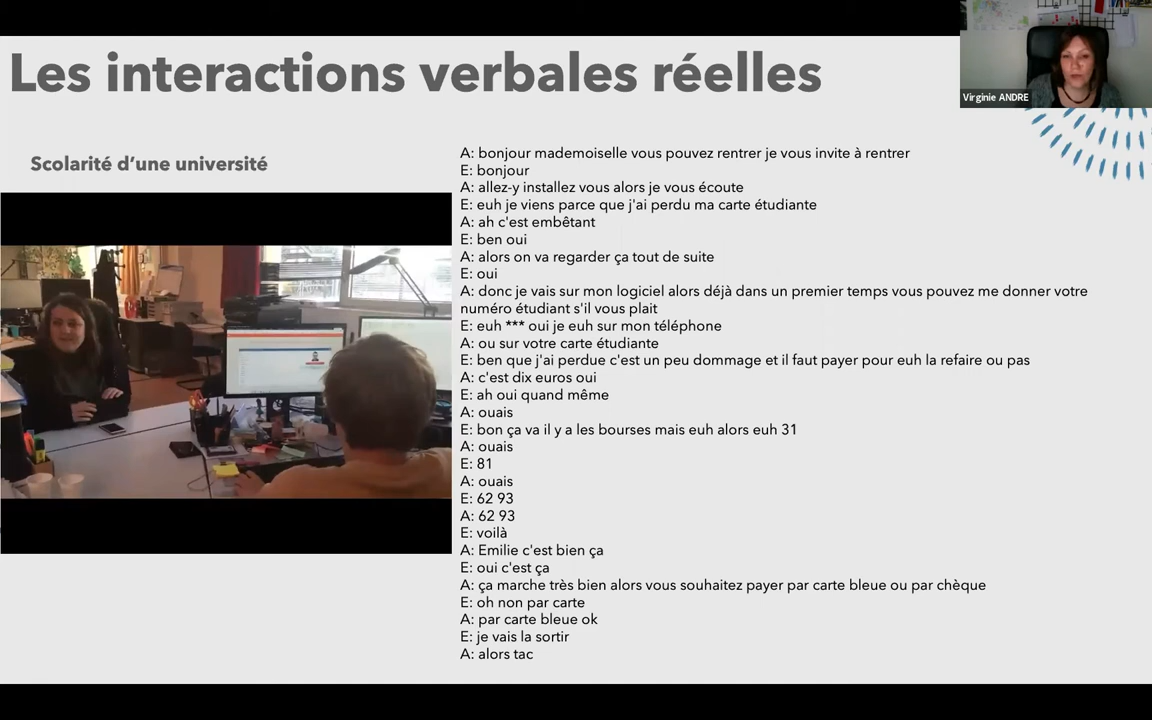 Les interactions verbales réelles
Virginie ANDRE
Scolarité d'une université
A: bonjour mademoiselle vous pouvez rentrer je vous invite à rentrer
E: bonjour
A: allez-y installez vous alors je vous écoute
E: euh je viens parce que j'ai perdu ma carte étudiante
A: ah c'est embêtant
E: ben oui
A: alors on va regarder ça tout de suite
E: oui
A: donc je vais sur mon logiciel alors déjà dans un premier temps vous pouvez me donner votre
numéro étudiant s'il vous plait
E: euh *** oui je euh sur mon téléphone
A: ou sur votre carte étudiante
E: ben que j'ai perdue c'est un peu dommage et il faut payer pour euh la refaire ou pas
A: c'est dix euros oui
E: ah oui quand même
A: ouais
E: bon ça va il y a les bourses mais euh alors euh 31
A: ouais
E: 81
A: ouais
E: 62 93
A: 62 93
E: voilà
A: Emilie c'est bien ça
E: oui c'est ça
A: ça marche très bien alors vous souhaitez payer par carte bleue ou par chèque
E: oh non par carte
A: par carte bleue ok
E: je vais la sortir
A: alors tac